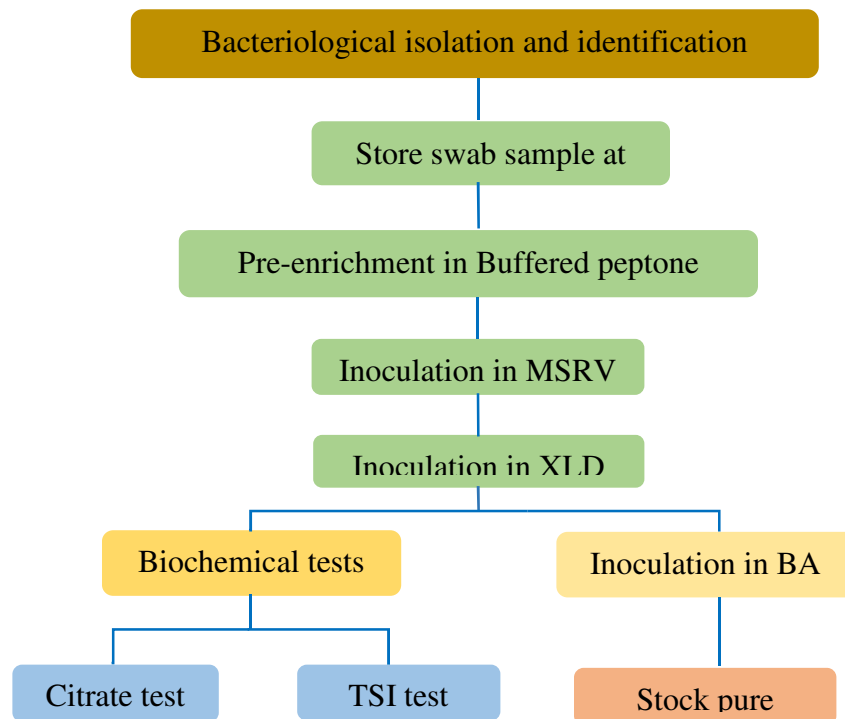 Bacteriological isolation and identification
Store swab sample at
Pre-enrichment in Buffered peptone
Inoculation in MSRV
Inoculation in XLD
Biochemical tests
Inoculation in BA
Citrate test
TSI test
Stock pure